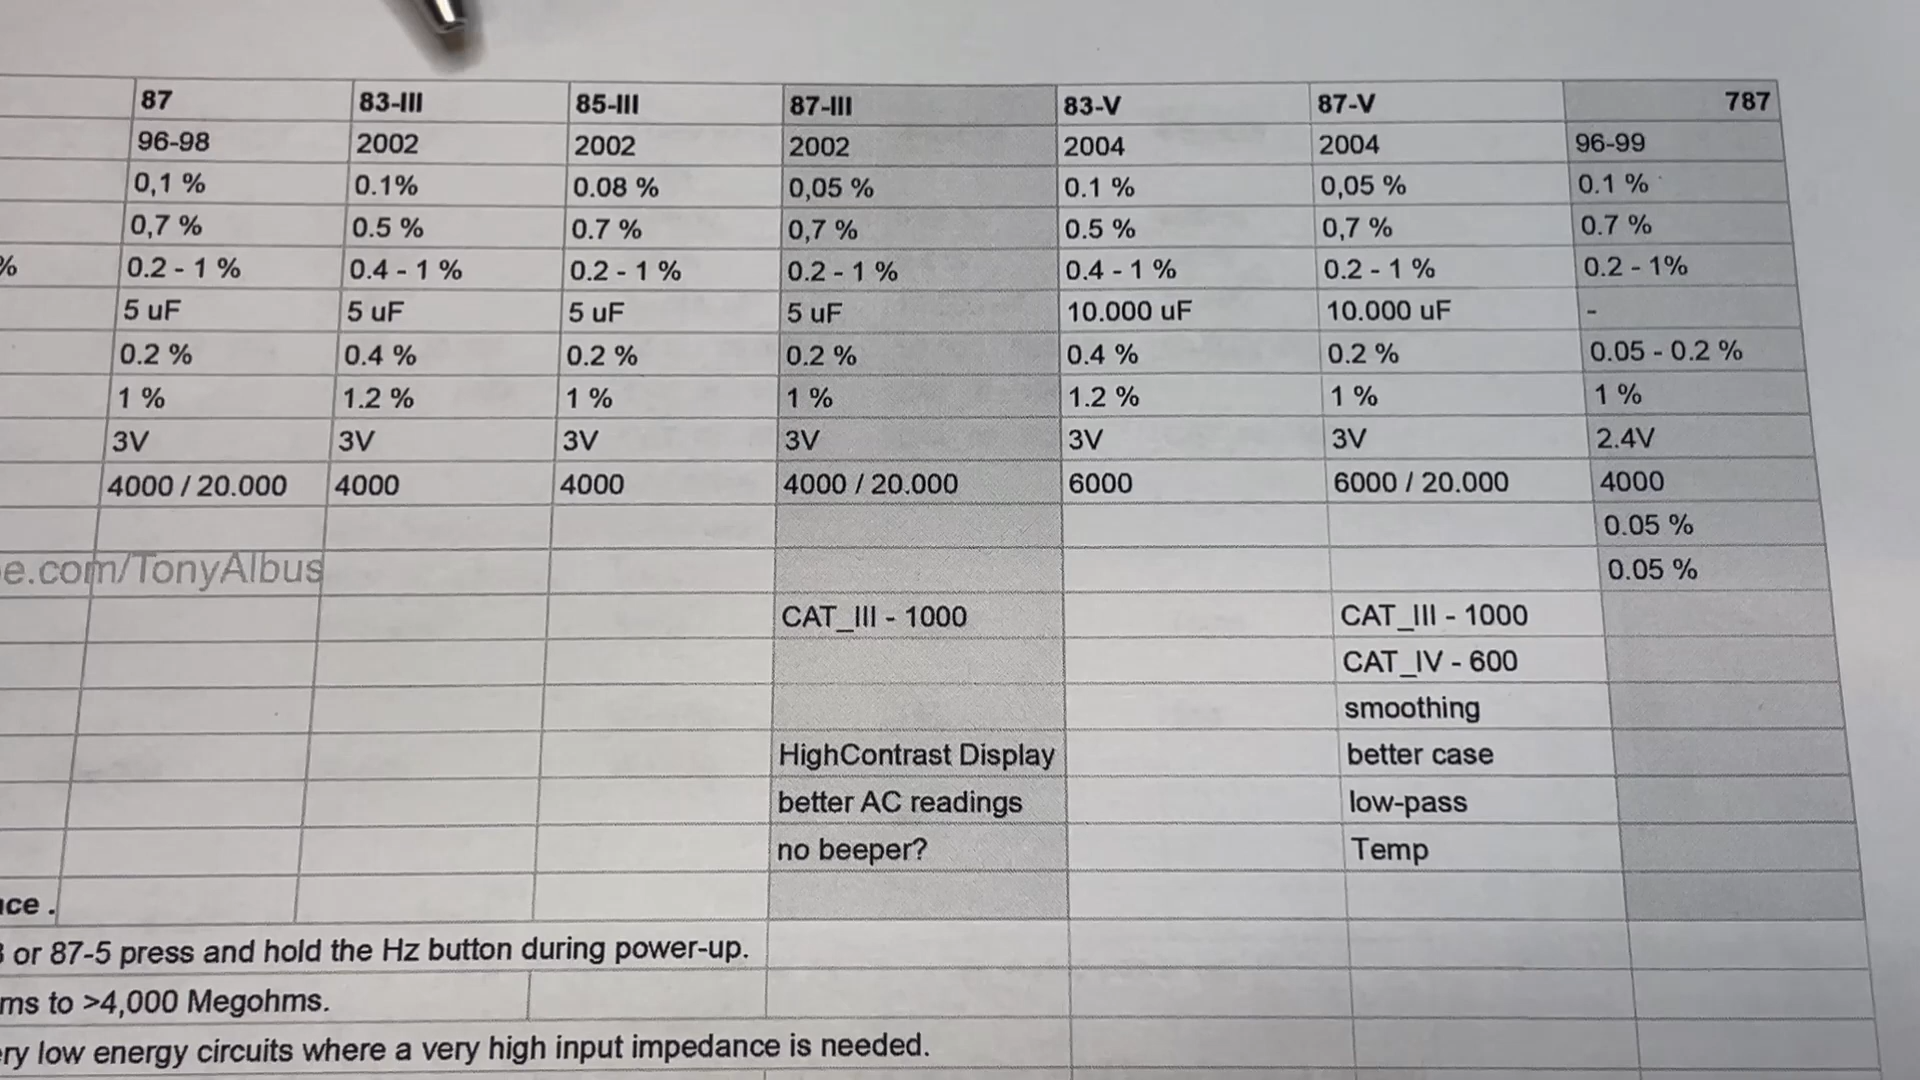 87 83-III 85-III 87-III 83-V 87-V 787
96-98 2002 2002 2002 2004 2004 96-99
0,1 % 0.1% 0.08 % 0,05 % 0.1 % 0,05 % 0.1 %
0,7 % 0.5 % 0.7 % 0,7 % 0.5 % 0,7 % 0.7 %
% 0.2 - 1 % 0.4 - 1 % 0.2 - 1 % 0.2 - 1 % 0.4 - 1 % 0.2 - 1 % 0.2 - 1%
5 uF 5 uF 5 uF 5 uF 10.000 uF 10.000 uF -
0.2 % 0.4 % 0.2 % 0.2 % 0.4 % 0.2 % 0.05 - 0.2 %
1 % 1.2 % 1 % 1 % 1.2 % 1 % 1 %
3V 3V 3V 3V 3V 3V 2.4V
4000 / 20.000 4000 4000 4000 / 20.000 6000 6000 / 20.000 4000
0.05 %
e.com/TonyAlbus 0.05 %
CAT_III - 1000 CAT_III - 1000
CAT_IV - 600
smoothing
HighContrast Display better case
better AC readings low-pass
no beeper? Temp
ce .
or 87-5 press and hold the Hz button during power-up.
ms to >4,000 Megohms.
ry low energy circuits where a very high input impedance is needed.